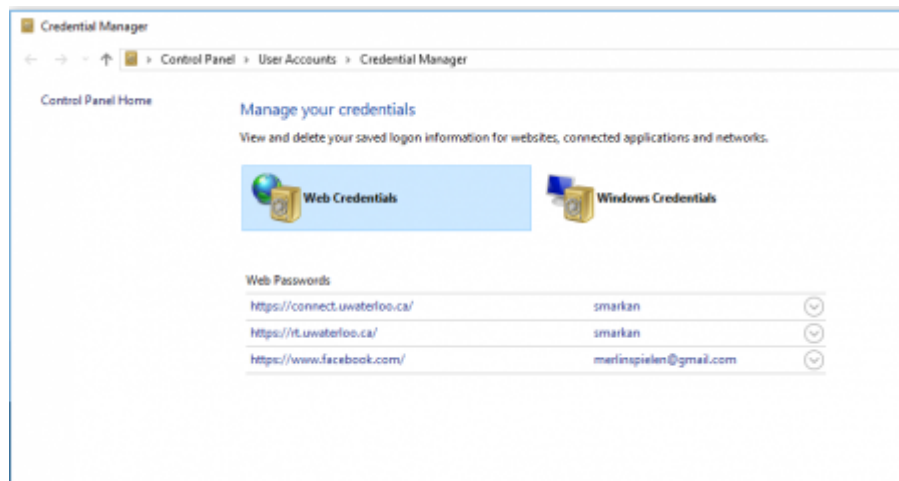 Credential Manager
Control Panel > User Accounts > Credential Manager
Control Panel Home
Manage your credentials
View and delete your saved logon information for websites, connected applications and networks.
Web Credentials
Windows Credentials
Web Passwords
https://connect.uwaterloo.ca/ smarkan
https://rt.uwaterloo.ca/ smarkan
https://www.facebook.com/ merlinspielen@gmail.com